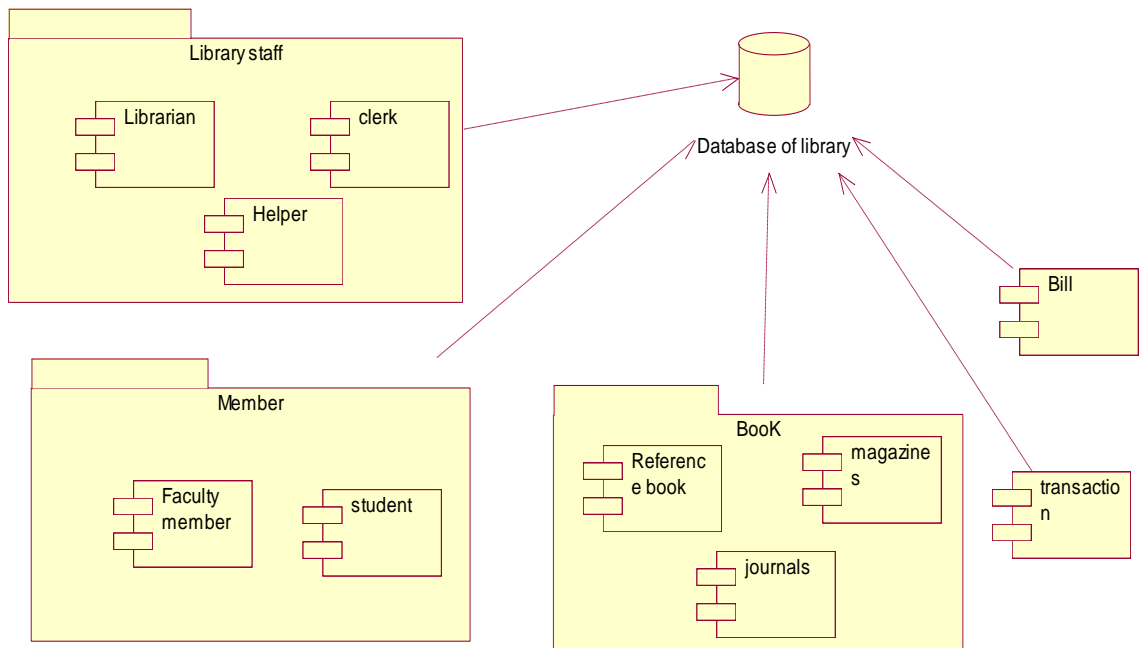 Library staff
Librarian
clerk
Helper
Database of library
Bill
Member
Faculty
member
student
BooK
Referenc
e book
magazine
s
journals
transactio
n